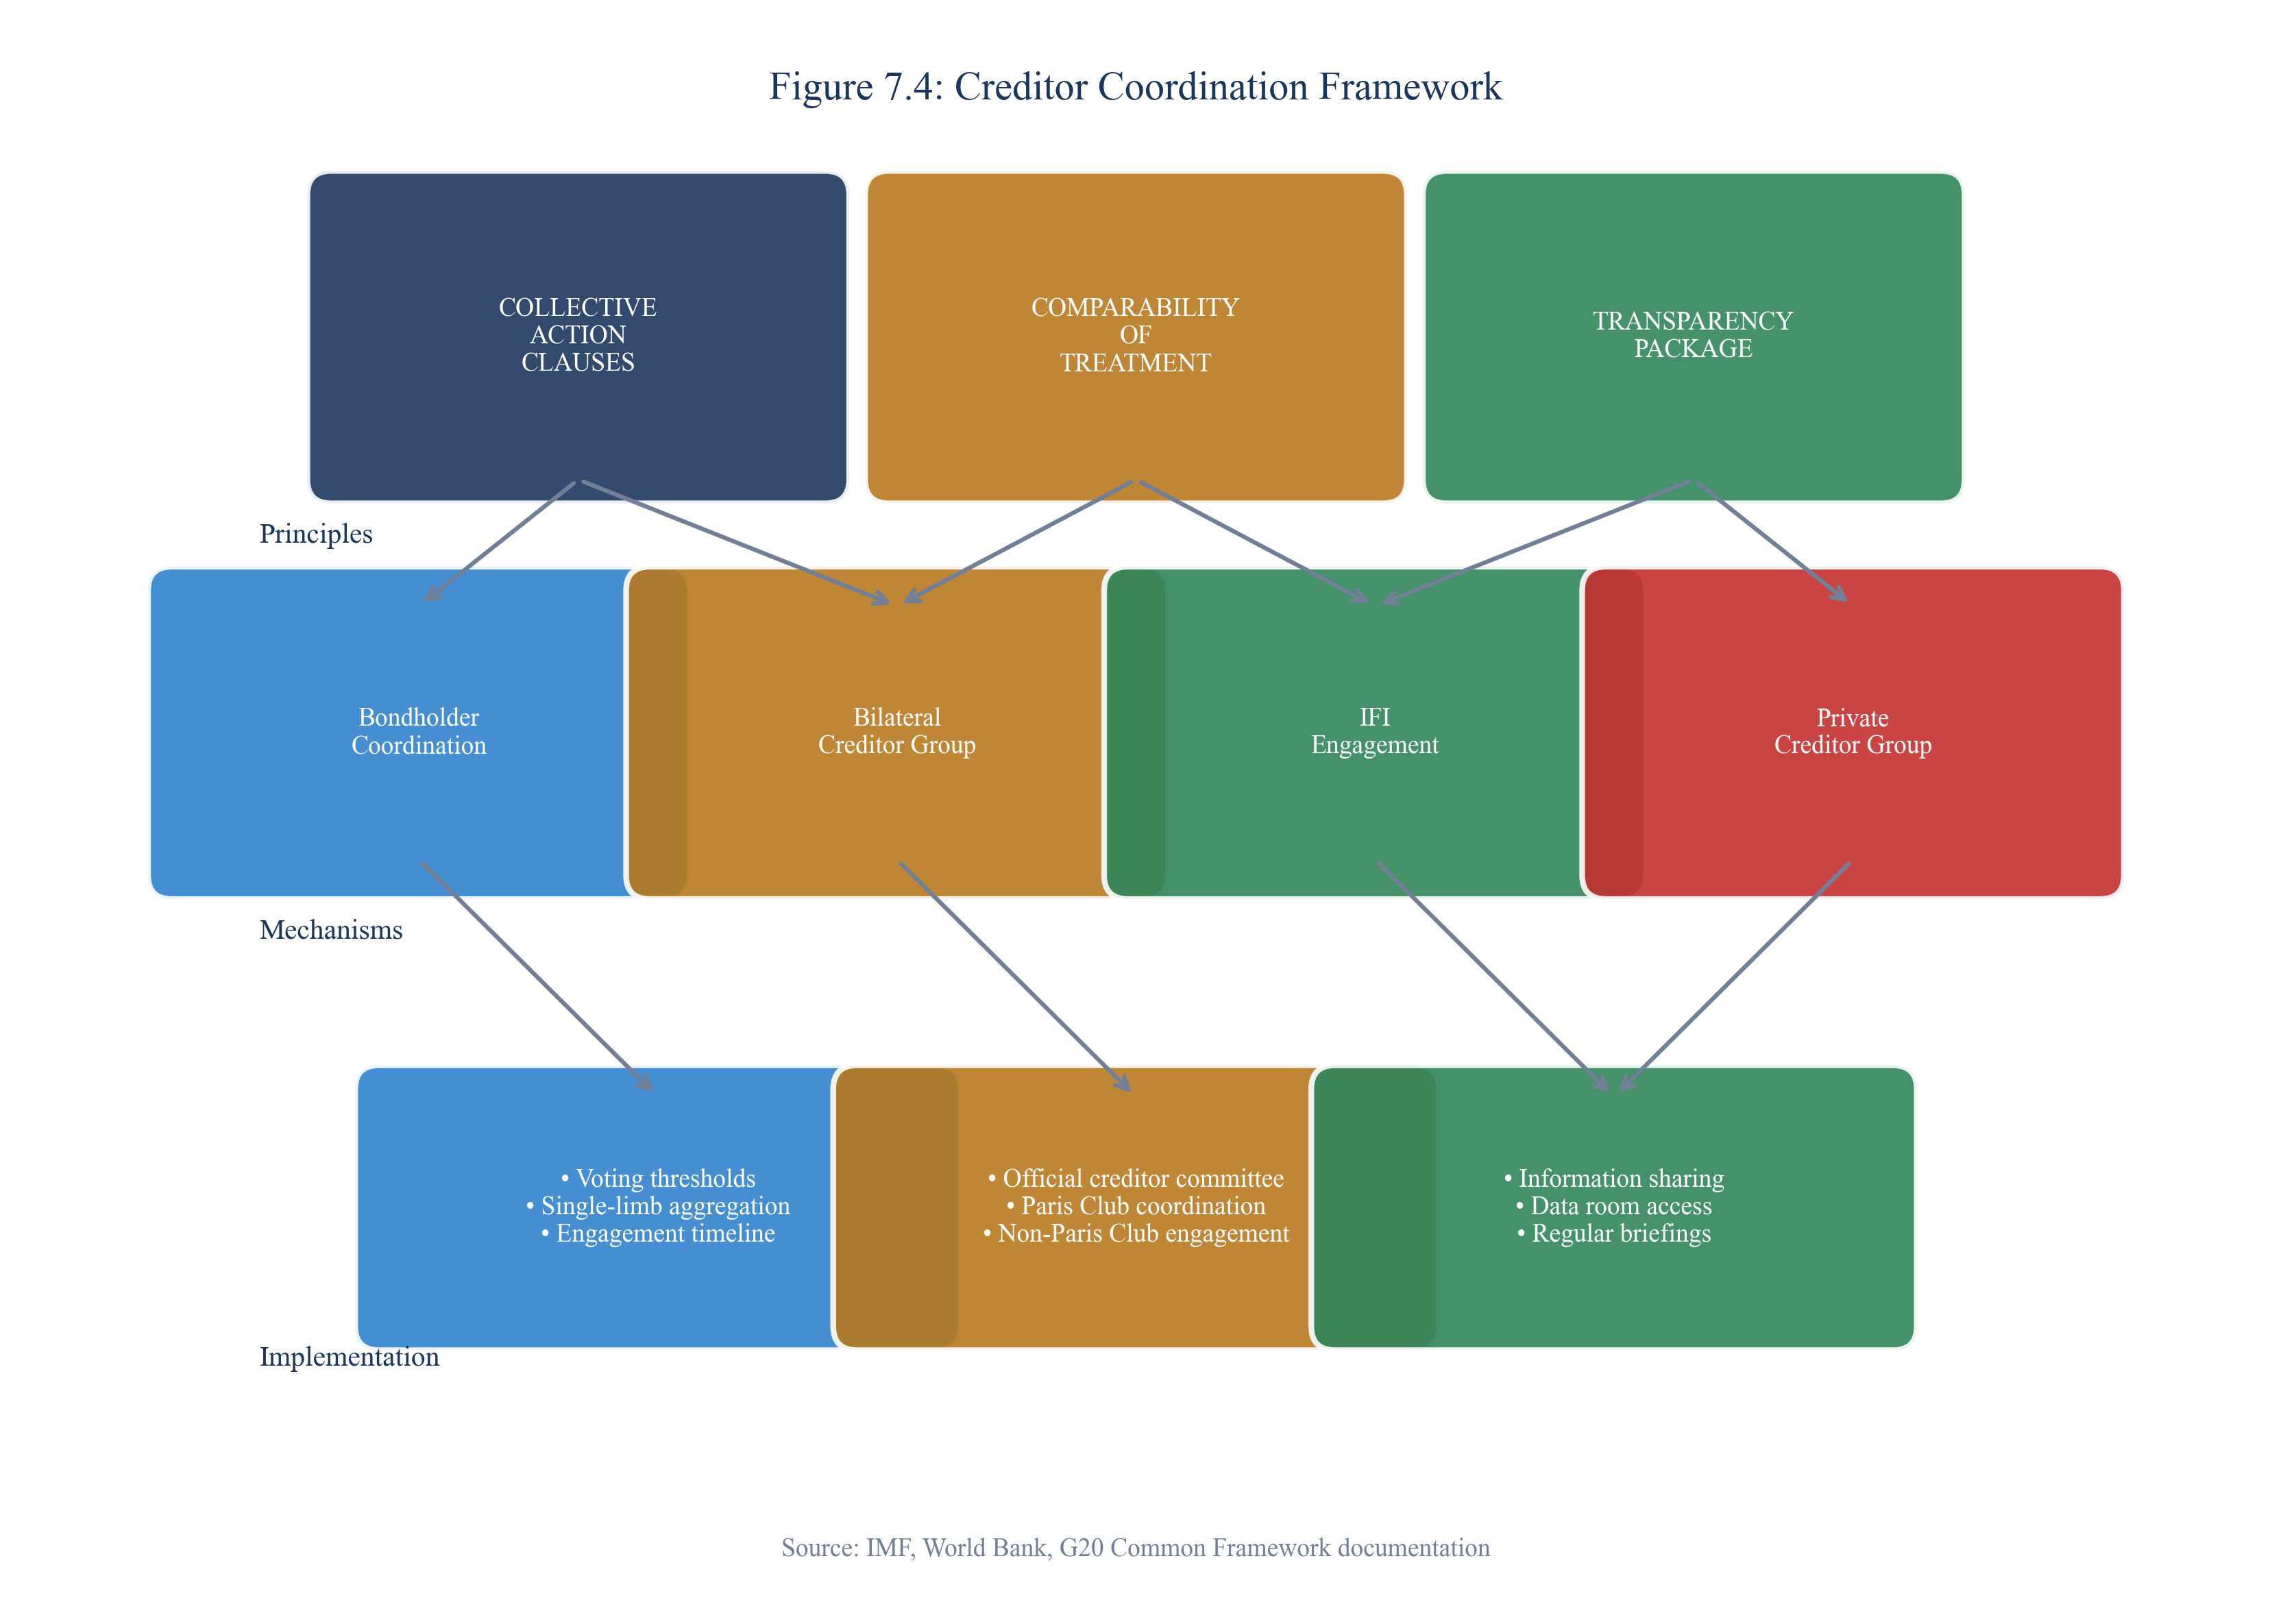 Figure 7.4: Creditor Coordination Framework
COLLECTIVE
ACTION
CLAUSES
COMPARABILITY
OF
TREATMENT
TRANSPARENCY
PACKAGE
Principles
Bondholder
Coordination
Bilateral
Creditor Group
IFI
Engagement
Private
Creditor Group
Mechanisms
• Voting thresholds
• Single-limb aggregation
• Engagement timeline
• Official creditor committee
• Paris Club coordination
• Non-Paris Club engagement
• Information sharing
• Data room access
• Regular briefings
Implementation
Source: IMF, World Bank, G20 Common Framework documentation